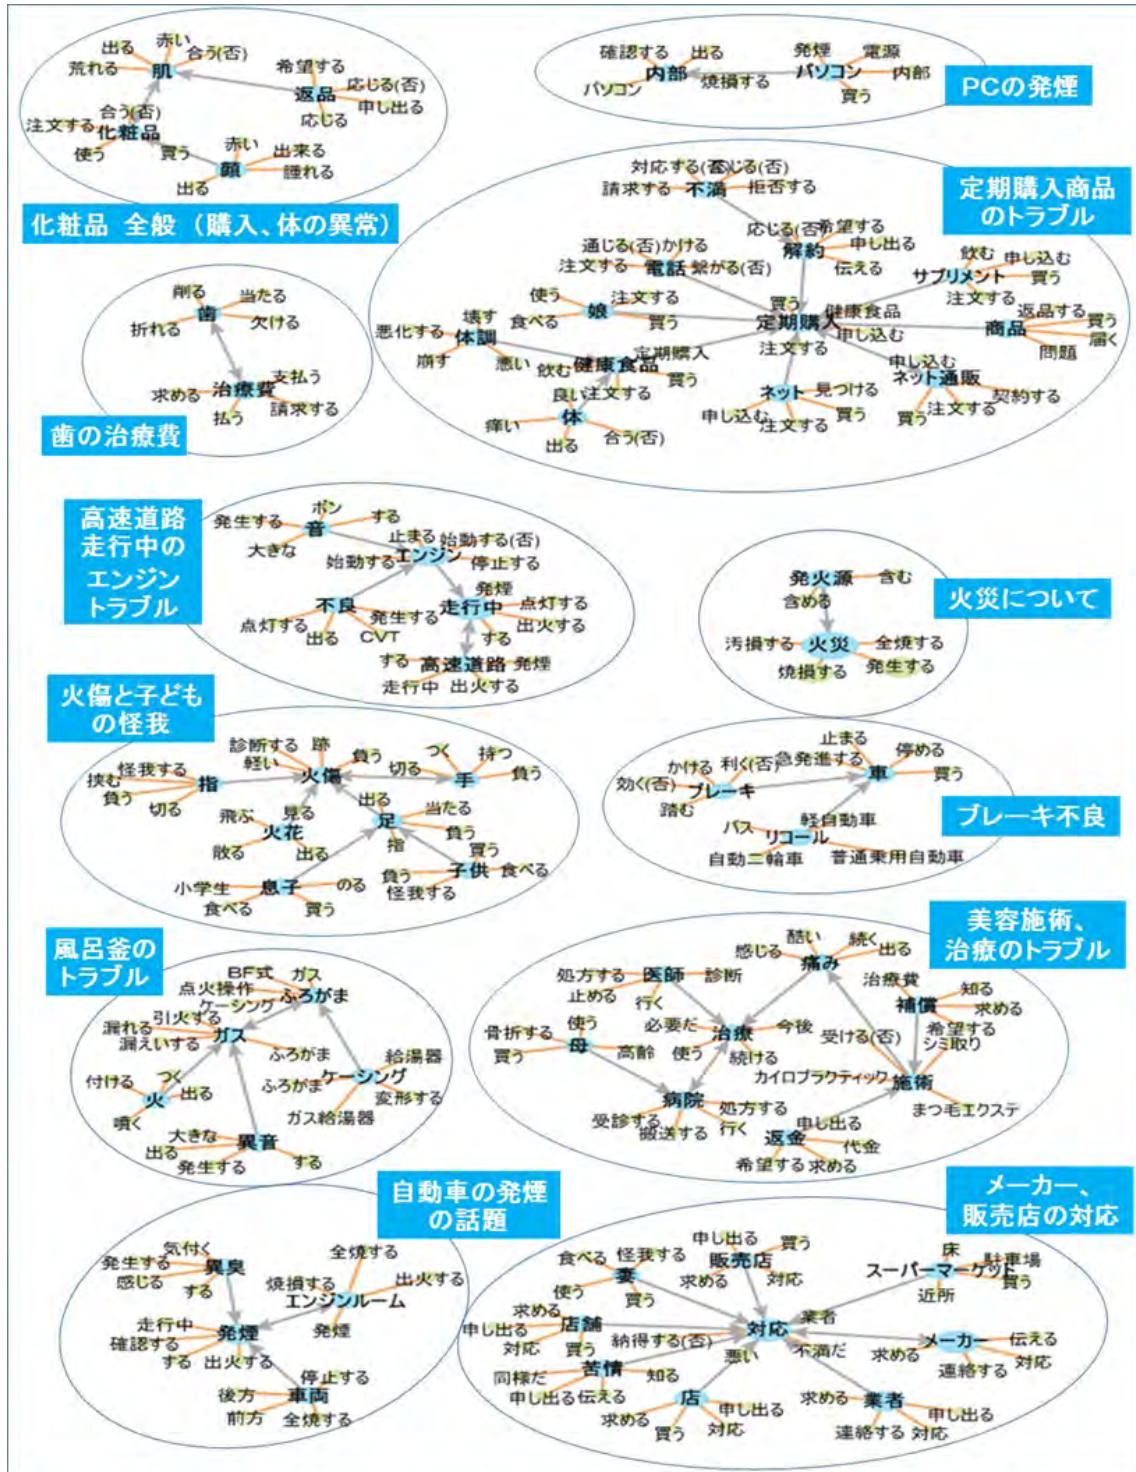 出る
赤い
合う(否)
荒れる
肌
希望する
応じる(否)
返品
申し出る
応じる
合う(否)
注文する
化粧品
使う
買う
赤い
出来る
顔
腫れる
出る
化粧品 全般 (購入、体の異常)
確認する
出る
内部
パソコン
焼損する
発煙
電源
パソコン
内部
買う
PCの発煙
削る
当たる
歯
折れる
欠ける
支払う
求める
治療費
払う
請求する
歯の治療費
対応する(否)
応じる(否)
請求する
不満
拒否する
定期購入商品
のトラブル
応じる(否)
希望する
解約
申し出る
伝える
通じる(否)
かける
注文する
電話
繋がる(否)
飲む
申し込む
サプリメント
買う
注文する
使う
注文する
娘
食べる
買う
買う
健康食品
定期購入
申し込む
注文する
返品する
買う
商品
届く
問題
壊す
悪化する
体調
崩す
悪い
定期購入
飲む
健康食品
買う
注文する
良い
体
痒い
出る
合う(否)
ネット
見つける
申し込む
買う
注文する
申し込む
ネット通販
契約する
注文する
買う
高速道路
走行中の
エンジン
トラブル
ボン
発生する
する
音
大きな
止まる
始動する(否)
エンジン
停止する
始動する
不良
点灯する
発生する
出る
CVT
発煙
走行中
点灯する
出火する
する
する
高速道路
発煙
走行中
出火する
発火源
含む
含める
火災について
汚損する
火災
全焼する
焼損する
発生する
火傷と子ども
の怪我
怪我する
挟む
指
負う
切る
診断する
跡
軽い
火傷
負う
つく
持つ
切る
手
負う
飛ぶ
見る
火花
散る
出る
出る
当たる
足
負う
指
買う
負う
子供
食べる
怪我する
小学生
息子
のる
食べる
買う
止まる
急発進する
停める
車
買う
かける
利く(否)
効く(否)
ブレーキ
踏む
バス
軽自動車
リコール
自動二輪車
普通乗用自動車
ブレーキ不良
風呂釜の
トラブル
BF式
ガス
点火操作
ふろがま
ケーシング
引火する
漏れる
ガス
漏えいする
ふろがま
つく
付ける
火
出る
噴く
給湯器
ケーシング
ふろがま
変形する
ガス給湯器
大きな
異音
出る
発生する
する
美容施術、
治療のトラブル
酷い
続く
感じる
痛み
出る
処方する
医師
診断
止める
行く
治療費
知る
補償
求める
希望する
使う
骨折する
母
高齢
買う
必要だ
治療
今後
使う
続ける
受ける(否)
シミ取り
カイロプラクティック
施術
まつ毛エクステ
病院
処方する
受診する
行く
搬送する
申し出る
返金
代金
希望する
求める
自動車の発煙
の話題
気付く
発生する
異臭
感じる
する
全焼する
焼損する
出火する
エンジンルーム
発煙
走行中
発煙
確認する
する
出火する
停止する
後方
車両
前方
全焼する
メーカー、
販売店の対応
食べる
怪我する
妻
使う
買う
申し出る
買う
販売店
求める
対応
床
駐車場
スーパーマーケット
買う
近所
求める
店舗
申し出る
対応
買う
業者
対応
納得する(否)
不満だ
悪い
メーカー
伝える
求める
対応
連絡する
苦情
同様だ
知る
申し出る
伝える
店
求める
申し出る
対応
買う
求める
業者
申し出る
対応
連絡する